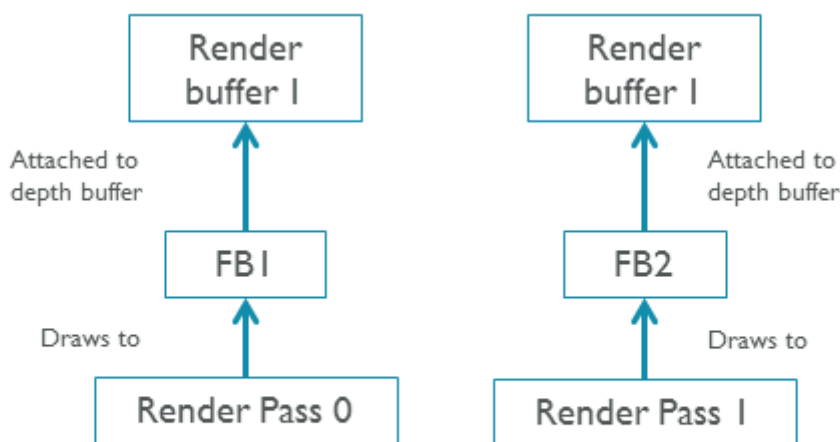 Render
buffer 1
Render
buffer 1
Attached to
depth buffer
Attached to
depth buffer
FB1
FB2
Draws to
Draws to
Render Pass 0
Render Pass 1